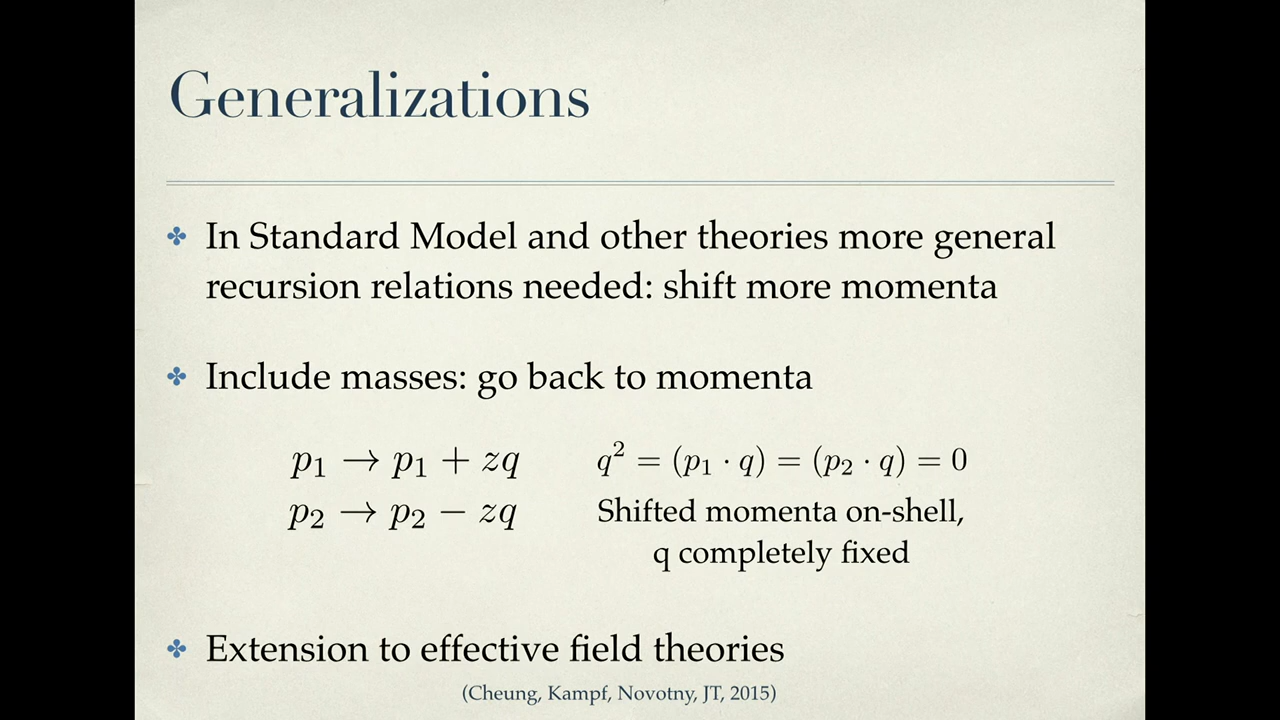 Generalizations
In Standard Model and other theories more general
recursion relations needed: shift more momenta
Include masses: go back to momenta
p₁ → p₁ + zq
q² = (p₁ · q) = (p₂ · q) = 0
p₂ → p₂ − zq
Shifted momenta on-shell,
q completely fixed
Extension to effective field theories
(Cheung, Kampf, Novotny, JT, 2015)